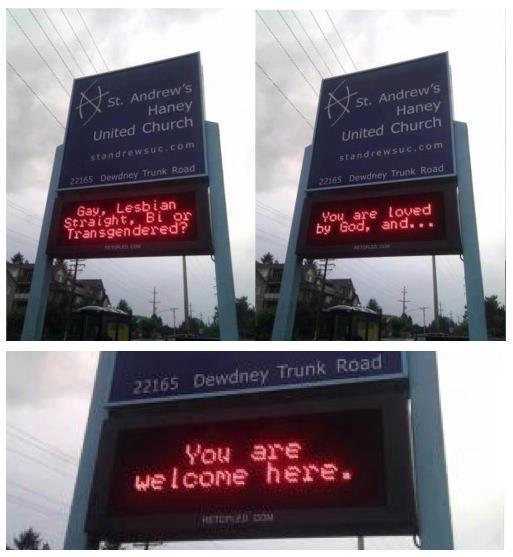 St. Andrew's
Haney
United Church
standrewsuc.com
22165 Dewdney Trunk Road
Gay, Lesbian
Straight, Bi or
Transgendered?
St. Andrew's
Haney
United Church
standrewsuc.com
22165 Dewdney Trunk Road
You are loved
by God, and...
22165 Dewdney Trunk Road
You are
welcome here.